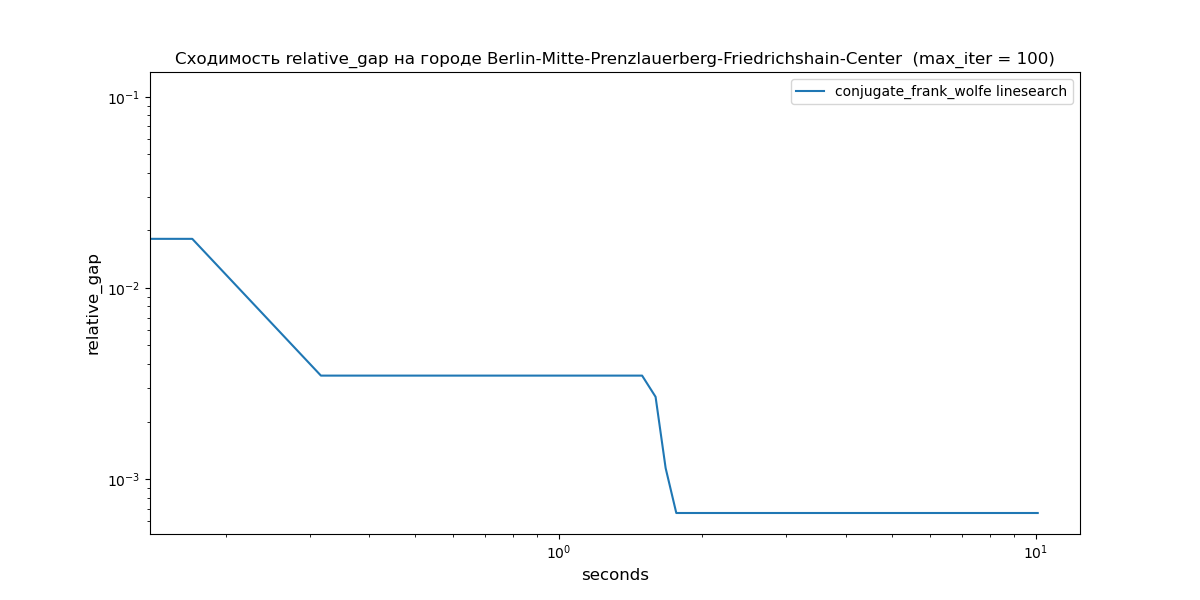 Сходимость relative_gap на городе Berlin-Mitte-Prenzlauerberg-Friedrichshain-Center (max_iter = 100)
conjugate_frank_wolfe linesearch
10⁻¹
10⁻²
10⁻³
relative_gap
10⁰
10¹
seconds